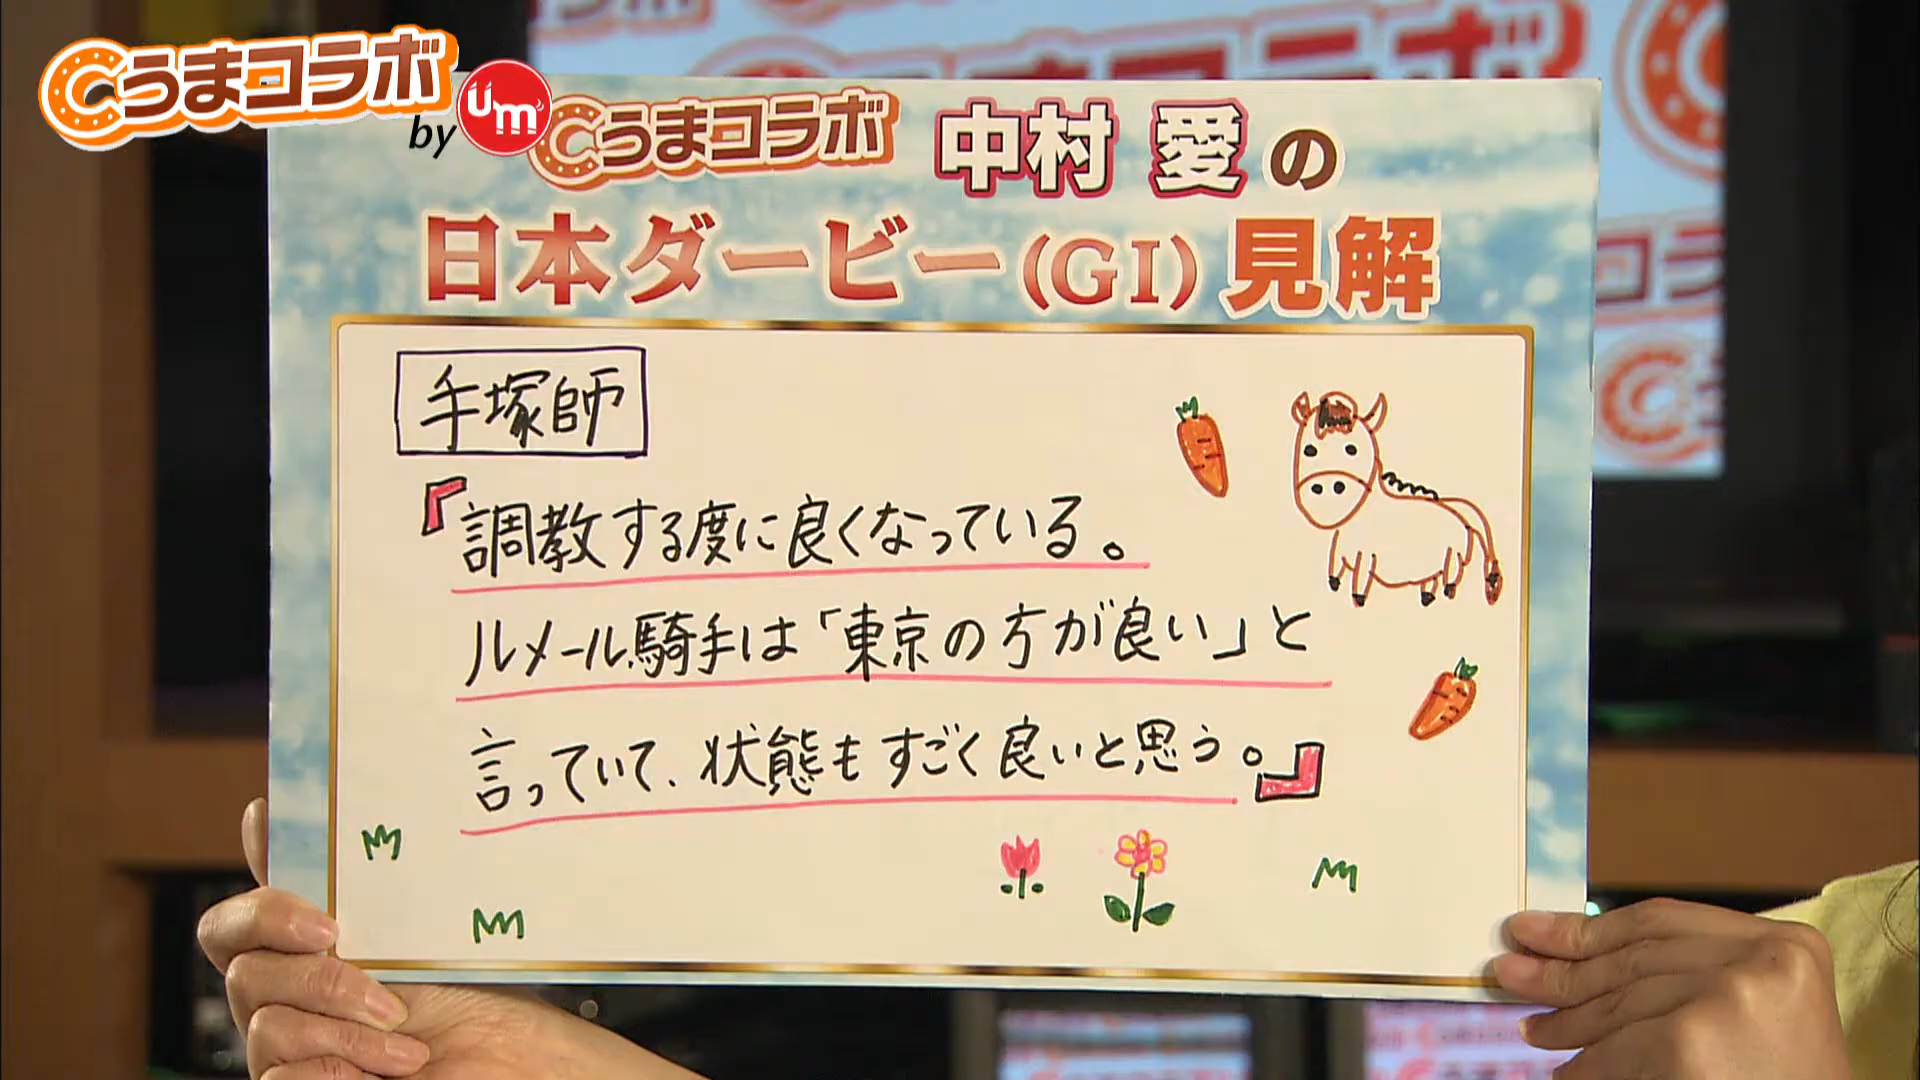 うまコラボ
by Um
うまコラボ 中村 愛の
日本ダービー(GI)見解
手塚師
『調教する度に良くなっている。
ルメール騎手は「東京の方が良い」と
言っていて、状態もすごく良いと思う。』